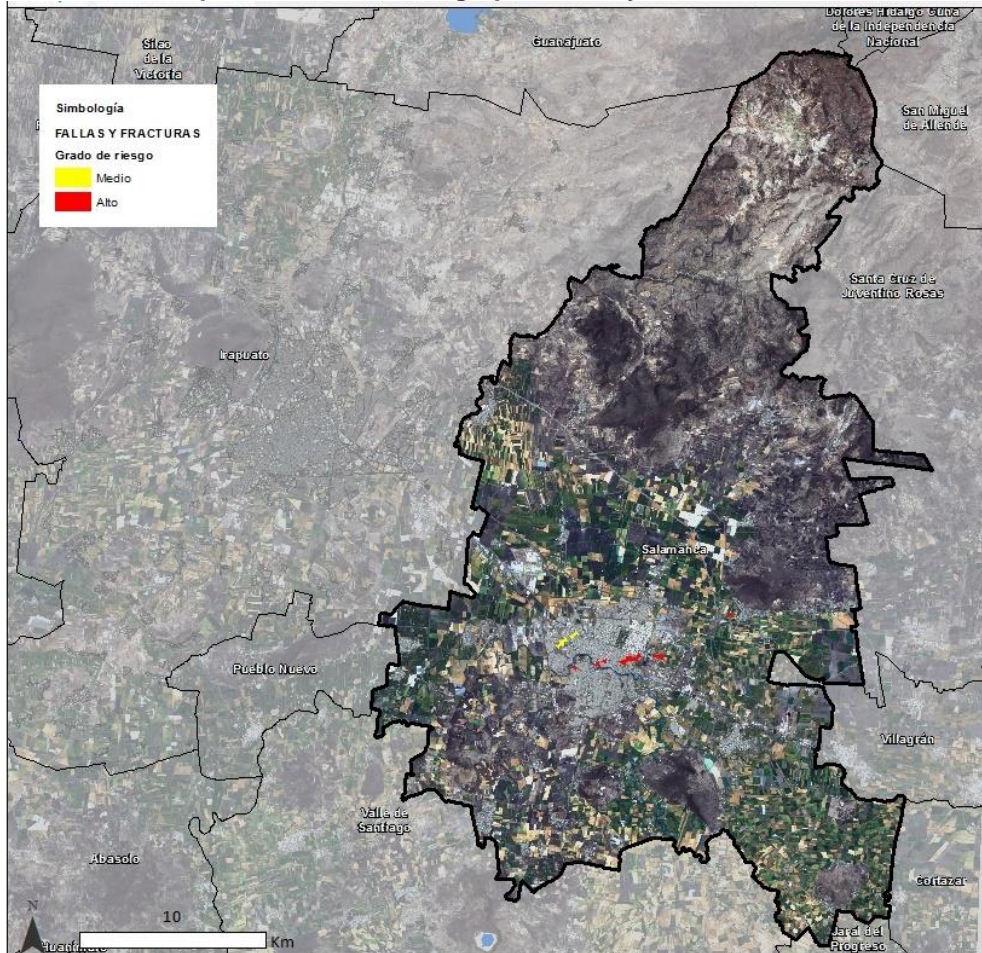 Dolores Hidalgo Cuna
de la Independencia
Nacional
Guanajuato
Silao
de la
Victoria
San Miguel
de Allende
Simbología
FALLAS Y FRACTURAS
Grado de riesgo
Medio
Alto
Santa Cruz de
Juventino Rosas
Irapuato
Salamanca
Pueblo Nuevo
Villagrán
Valle de
Santiago
Abasolo
Cortazar
N
10
Km
Jaral del
Progreso